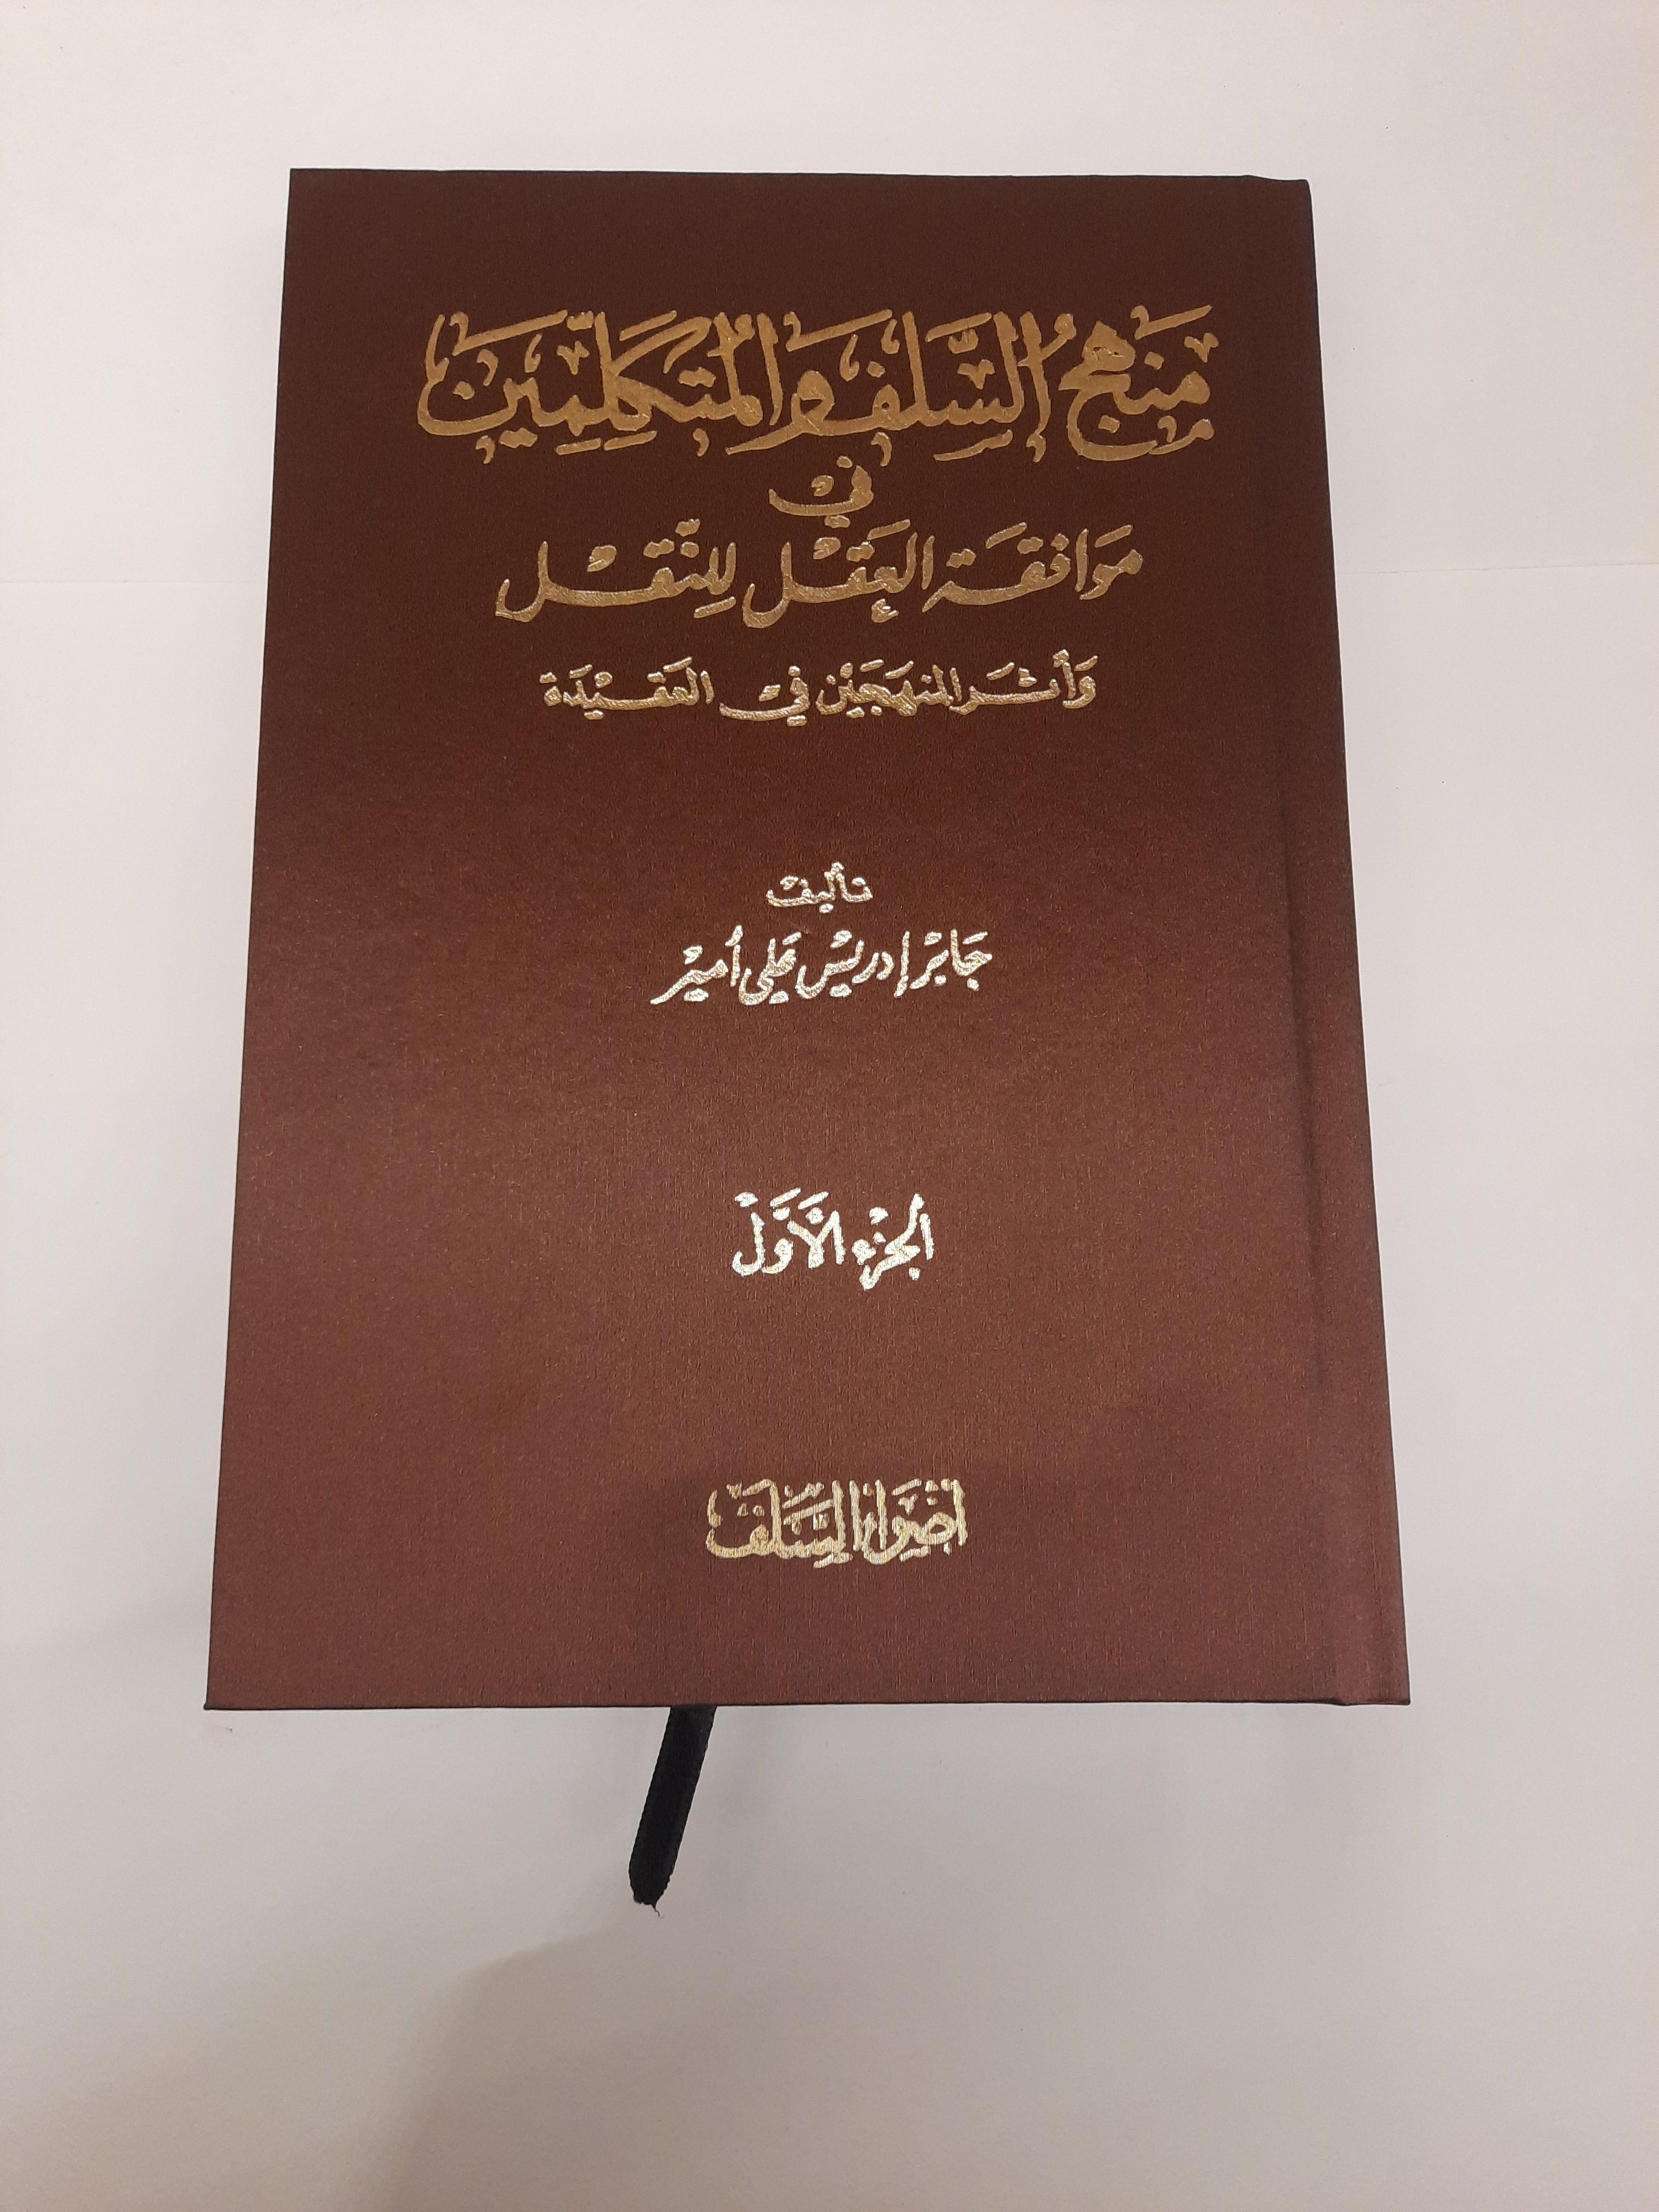 منهج السلف والمتكلمين
في
موافقة العقل للنقل
وأثر المنهجين في العقيدة
تأليف
جابر إدريس علي أمير
الجزء الأول
أضواء السلف